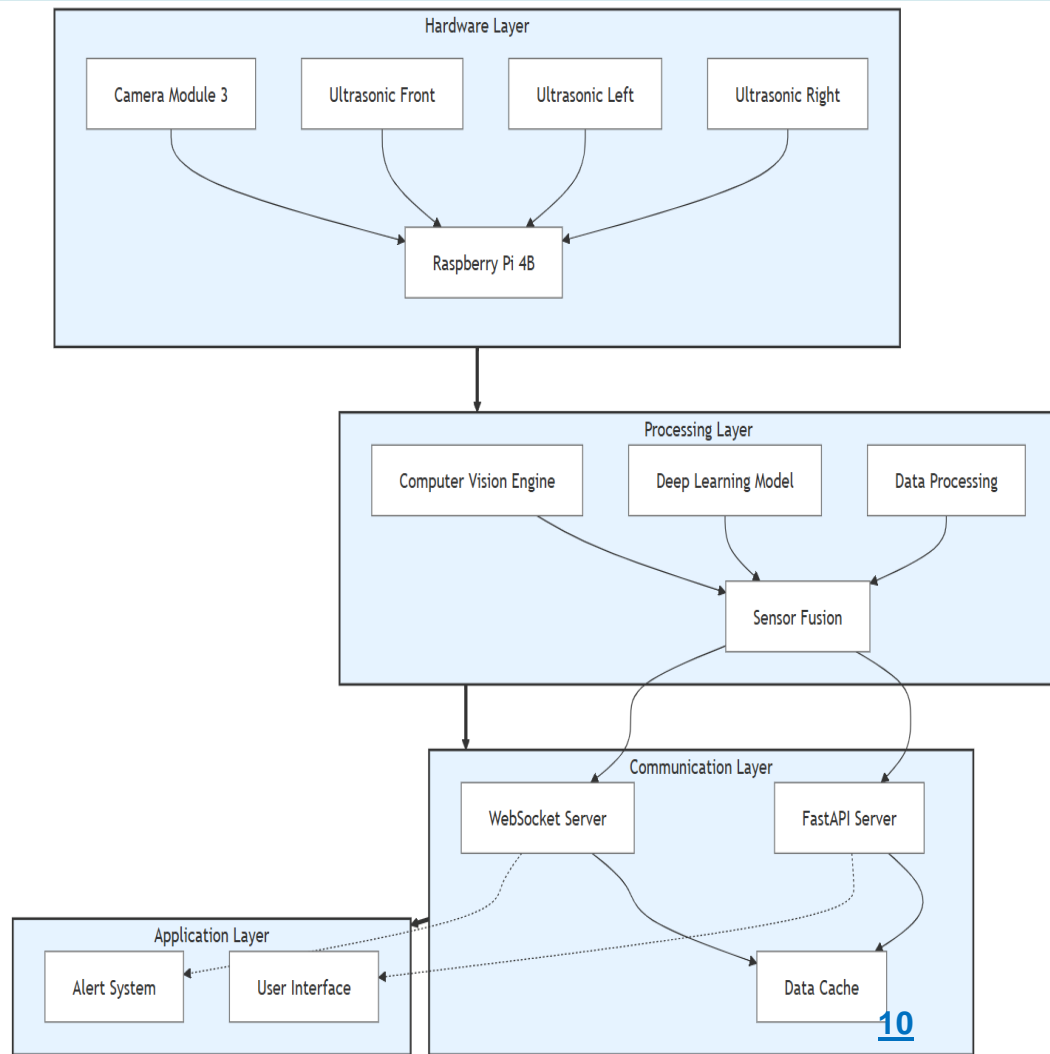 Hardware Layer
Camera Module 3
Ultrasonic Front
Ultrasonic Left
Ultrasonic Right
Raspberry Pi 4B
Processing Layer
Computer Vision Engine
Deep Learning Model
Data Processing
Sensor Fusion
Communication Layer
WebSocket Server
FastAPI Server
Application Layer
Alert System
User Interface
Data Cache
10